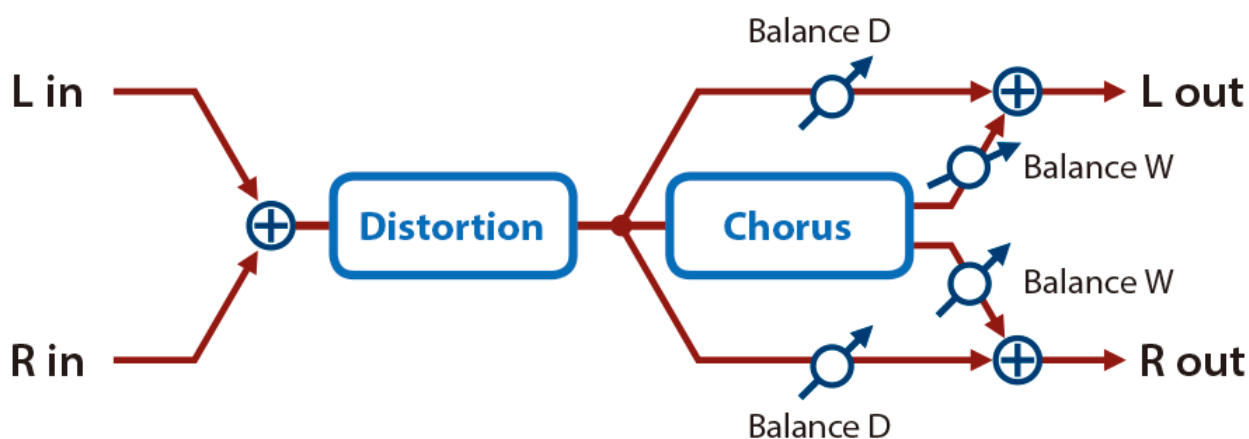 Balance D
L in
L out
Balance W
Distortion
Chorus
Balance W
R in
R out
Balance D